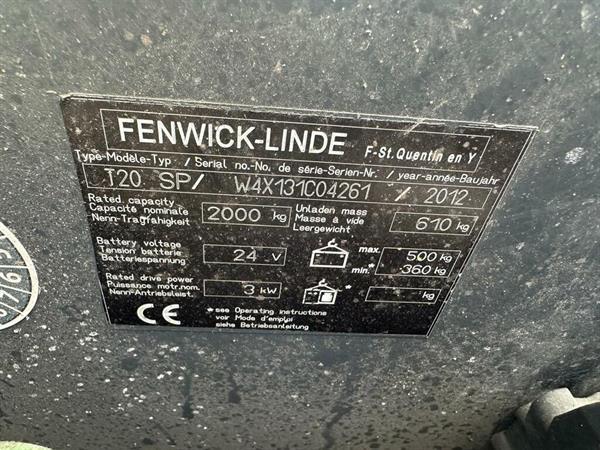 FENWICK-LINDE F-St.Quentin en Y
Type-Modèle-Typ / Serial no.-No. de série-Serien-Nr. / year-année-Baujahr
T20 SP/ W4X131C04261 / 2012
Rated capacity
Capacité nominale
Nenn-Tragfähigkeit
2000 kg
Unladen mass
Masse à vide
Leergewicht
610 kg
Battery voltage
Tension batterie
Batteriespannung
24 V
max. 500 kg
min.* 360 kg
Rated drive power
Puissance motr.nom.
Nenn-Antriebsleist.
3 kW
* kg
CE
*see Operating instructions
voir Mode d'emploi
siehe Betriebsanleitung